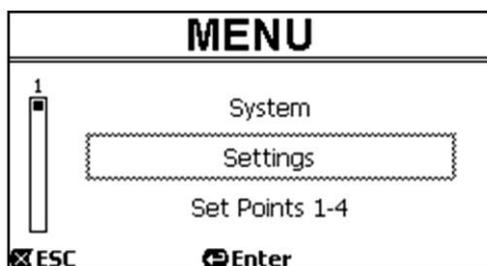 MENU
1
System
Settings
Set Points 1-4
ESC Enter